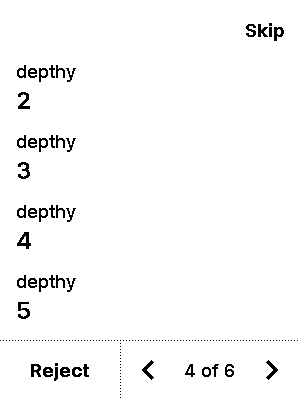 Skip
depthy
2
depthy
3
depthy
4
depthy
5
Reject
4 of 6